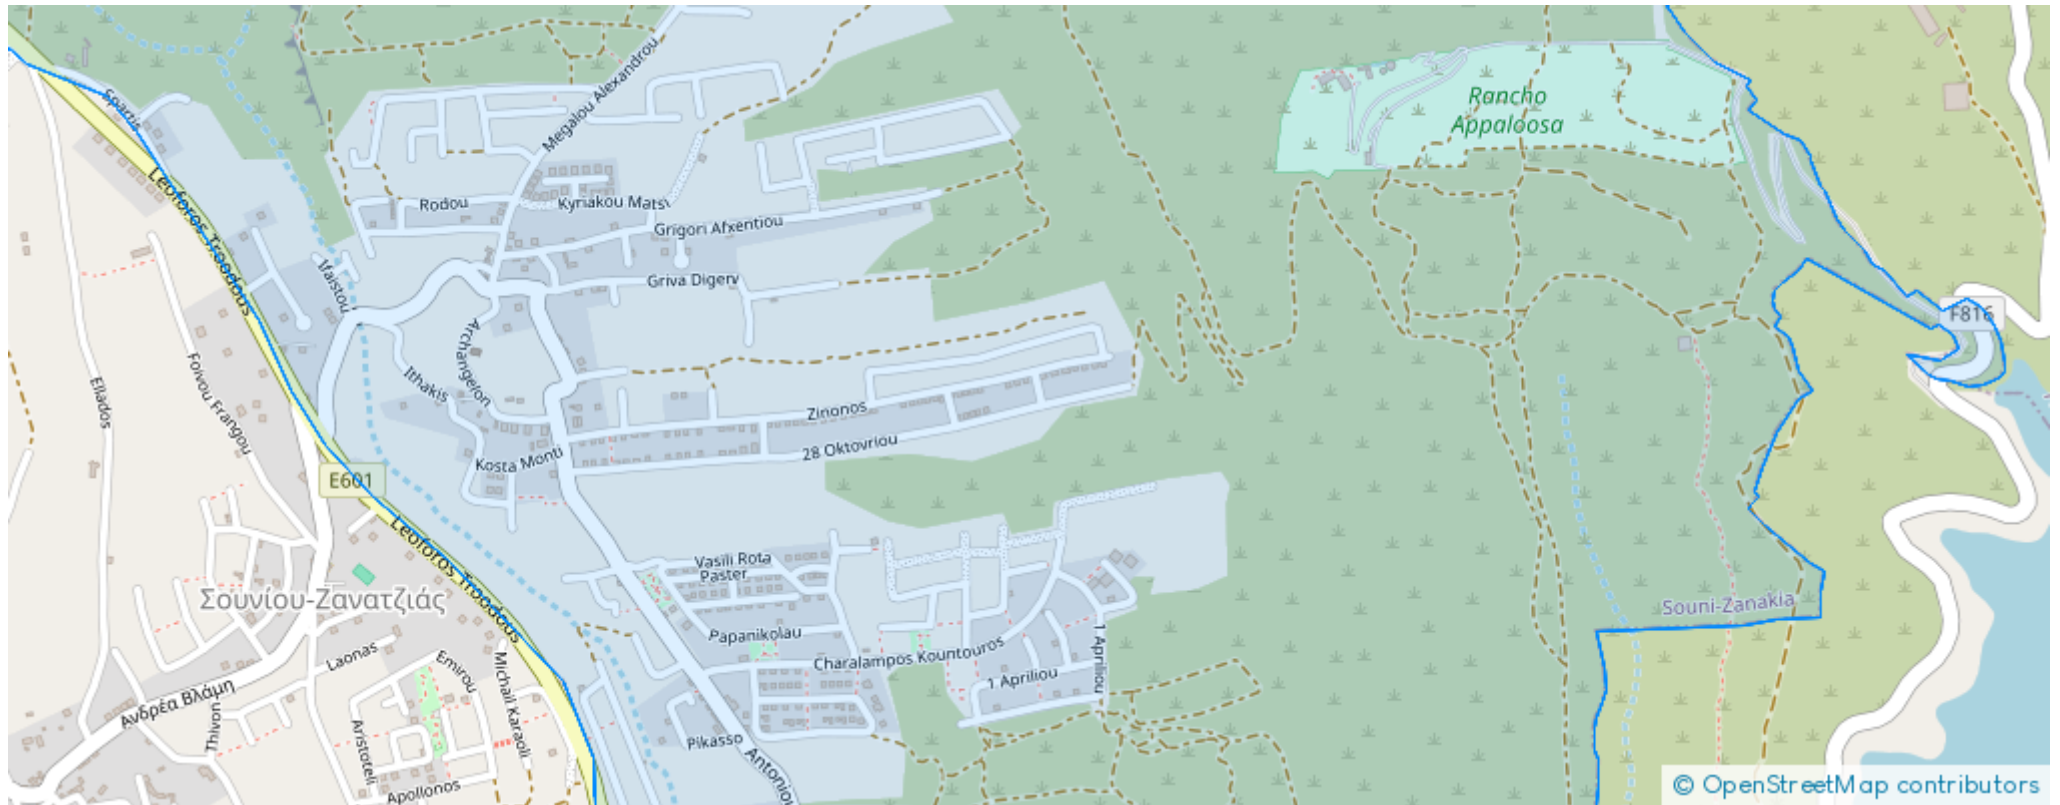 Spartis
Megalou Alexandrou
Rancho
Appaloosa
Leoforos Troodous
Rodou
Kyriakou Mats
Grigori Afxentiou
Griva Digeni
Ifaistou
F816
Archangelon
Foivou Frangou
Ellados
Ithakis
Zinonos
28 Oktovriou
Kosta Monti
E601
Leoforos Troodous
Vasili Rota
Paster
Σουνίου-Ζανατζιάς
Souni-Zanakia
Papanikolau
Charalampos Kountouros
1 Apriliou
1 Apriliou
Laonas
Emirou
Michail Karaoli
Ανδρέα Βλάμη
Thivon
Aristoteli
Pikasso
Antoniou
Apollonos
© OpenStreetMap contributors